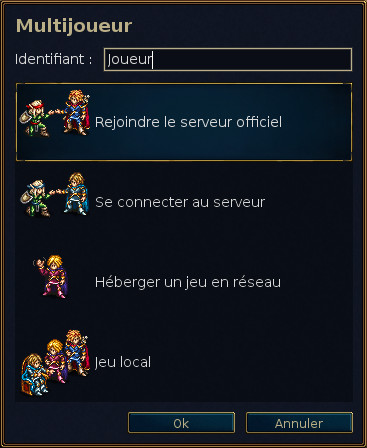 Multijoueur
Identifiant : Joueur
Rejoindre le serveur officiel
Se connecter au serveur
Héberger un jeu en réseau
Jeu local
Ok Annuler